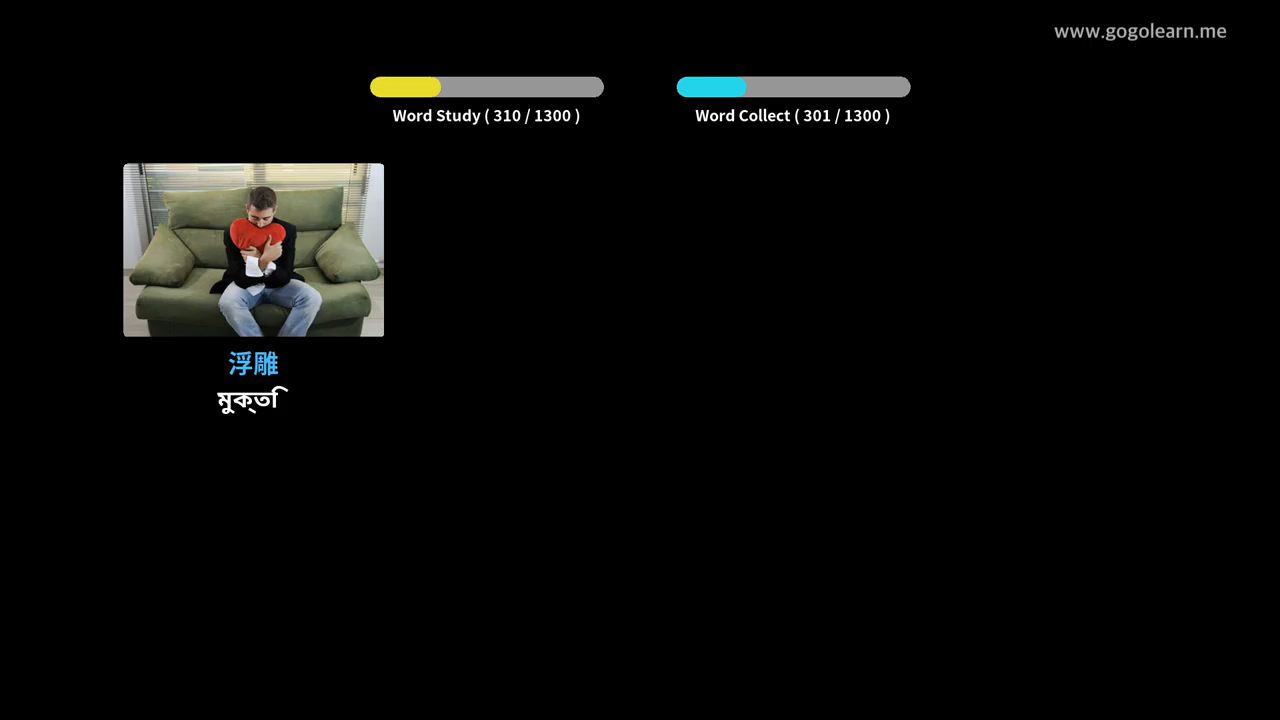 www.gogolearn.me
Word Study ( 310 / 1300 )
Word Collect ( 301 / 1300 )
浮雕
মুক্তি